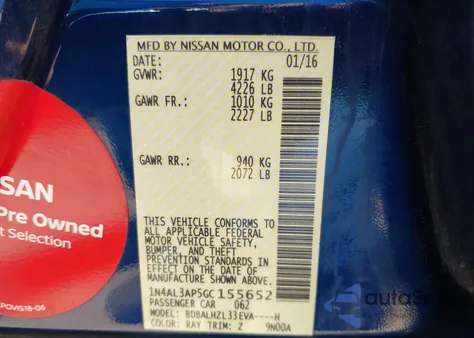 MFD BY NISSAN MOTOR CO., LTD.
DATE: 01/16
GVWR: 1917 KG
4226 LB
GAWR FR.: 1010 KG
2227 LB
GAWR RR.: 940 KG
2072 LB
THIS VEHICLE CONFORMS TO
ALL APPLICABLE FEDERAL
MOTOR VEHICLE SAFETY,
BUMPER, AND THEFT
PREVENTION STANDARDS IN
EFFECT ON THE DATE OF
MANUFACTURE SHOWN ABOVE.
1N4AL3AP5GC155652
PASSENGER CAR 062
MODEL: BDBALHZL33EVA----H
COLOR: RAY TRIM: Z 9N00A
SSAN
Pre Owned
t Selection
POVIS18-06